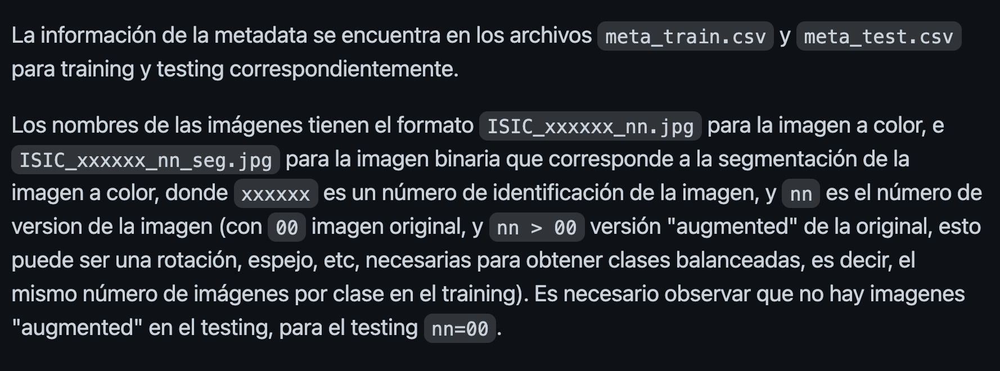 La información de la metadata se encuentra en los archivos meta_train.csv y meta_test.csv
para training y testing correspondientemente.
Los nombres de las imágenes tienen el formato ISIC_xxxxxx_nn.jpg para la imagen a color, e
ISIC_xxxxxx_nn_seg.jpg para la imagen binaria que corresponde a la segmentación de la
imagen a color, donde xxxxxx es un número de identificación de la imagen, y nn es el número de
version de la imagen (con 00 imagen original, y nn > 00 versión "augmented" de la original, esto
puede ser una rotación, espejo, etc, necesarias para obtener clases balanceadas, es decir, el
mismo número de imágenes por clase en el training). Es necesario observar que no hay imagenes
"augmented" en el testing, para el testing nn=00.